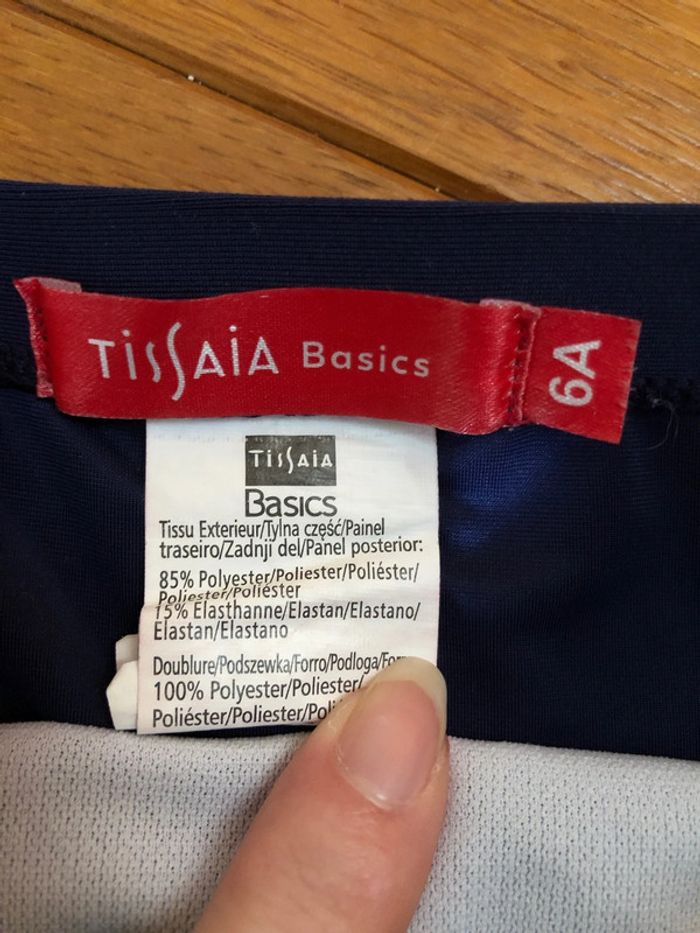 TiSSAiA Basics
6A
TiSSAiA
Basics
Tissu Exterieur/Tylna część/Painel
traseiro/Zadnji del/Panel posterior:
85% Polyester/Poliester/Poliéster/
Poliester/Poliéster
15% Elasthanne/Elastan/Elastano/
Elastan/Elastano
Doublure/Podszewka/Forro/Podloga/
100% Polyester/Poliester/
Poliéster/Poliester/